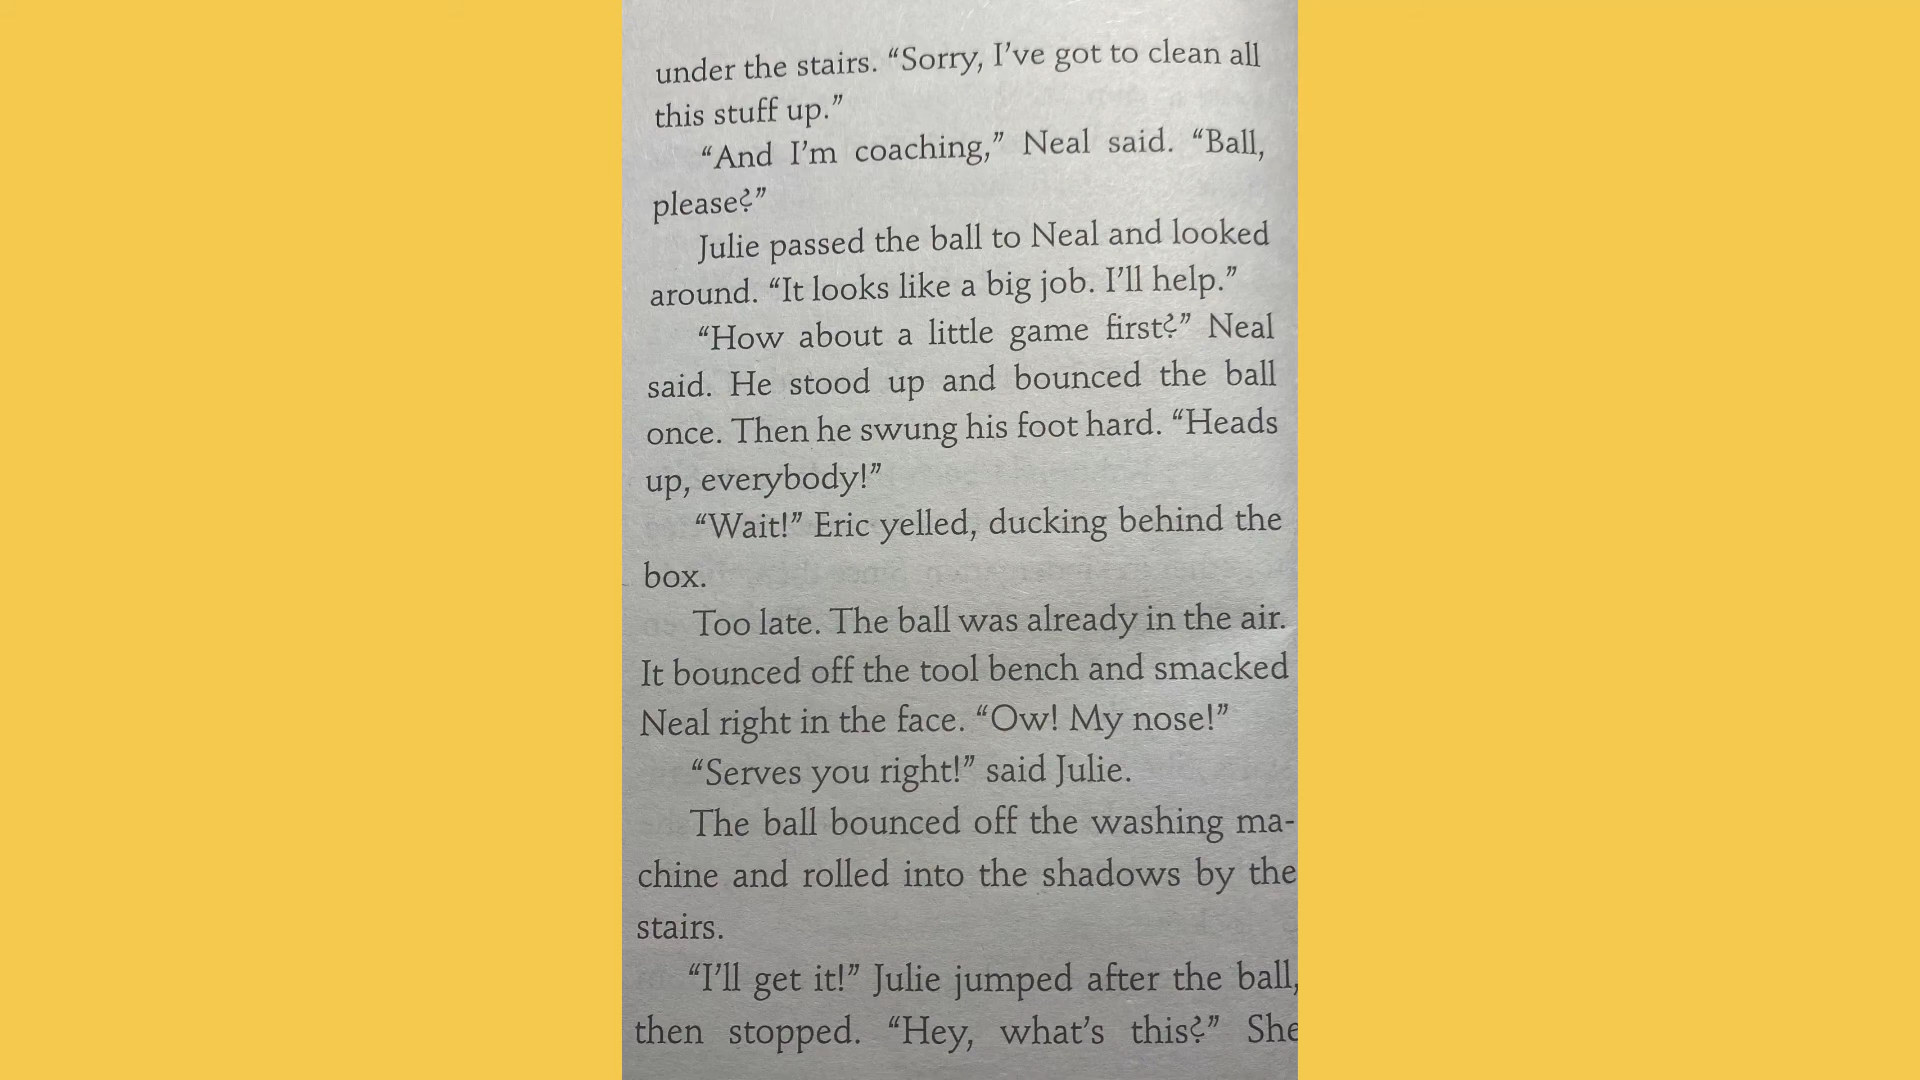 under the stairs. “Sorry, I’ve got to clean all
this stuff up.”
“And I’m coaching,” Neal said. “Ball,
please?”
Julie passed the ball to Neal and looked
around. “It looks like a big job. I’ll help.”
“How about a little game first?” Neal
said. He stood up and bounced the ball
once. Then he swung his foot hard. “Heads
up, everybody!”
“Wait!” Eric yelled, ducking behind the
box.
Too late. The ball was already in the air.
It bounced off the tool bench and smacked
Neal right in the face. “Ow! My nose!”
“Serves you right!” said Julie.
The ball bounced off the washing ma-
chine and rolled into the shadows by the
stairs.
“I’ll get it!” Julie jumped after the ball,
then stopped. “Hey, what’s this?” She